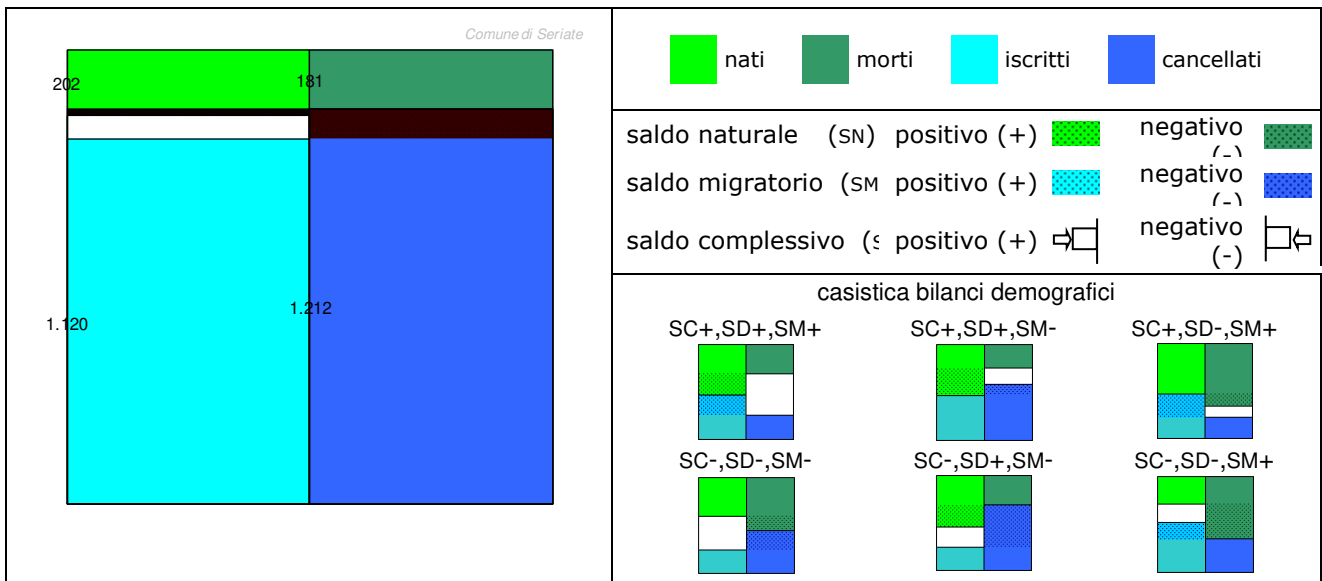 Comune di Seriate
202
181
1.120
1.212
nati morti iscritti cancellati
saldo naturale (SN) positivo (+) negativo (-)
saldo migratorio (SM positivo (+) negativo (-)
saldo complessivo (s positivo (+) negativo (-)
casistica bilanci demografici
SC+,SD+,SM+ SC+,SD+,SM- SC+,SD-,SM+
SC-,SD-,SM- SC-,SD+,SM- SC-,SD-,SM+